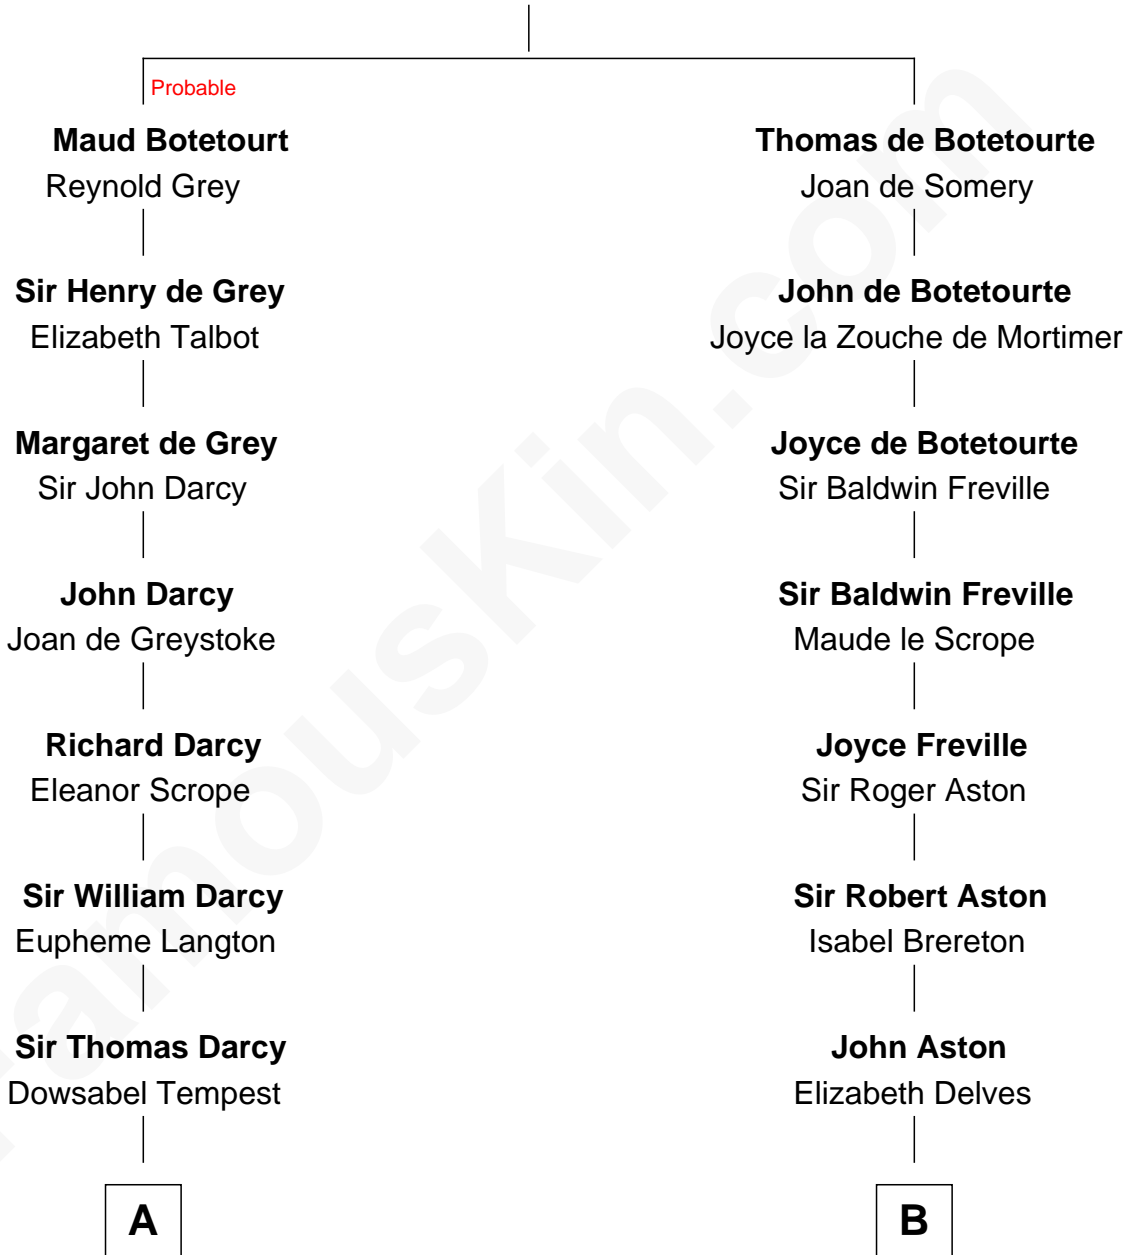 Probable
Maud Botetourt
Reynold Grey
Sir Henry de Grey
Elizabeth Talbot
Margaret de Grey
Sir John Darcy
John Darcy
Joan de Greystoke
Richard Darcy
Eleanor Scrope
Sir William Darcy
Eupheme Langton
Sir Thomas Darcy
Dowsabel Tempest
A
Thomas de Botetourte
Joan de Somery
John de Botetourte
Joyce la Zouche de Mortimer
Joyce de Botetourte
Sir Baldwin Freville
Sir Baldwin Freville
Maude le Scrope
Joyce Freville
Sir Roger Aston
Sir Robert Aston
Isabel Brereton
John Aston
Elizabeth Delves
B
FamousKin.com